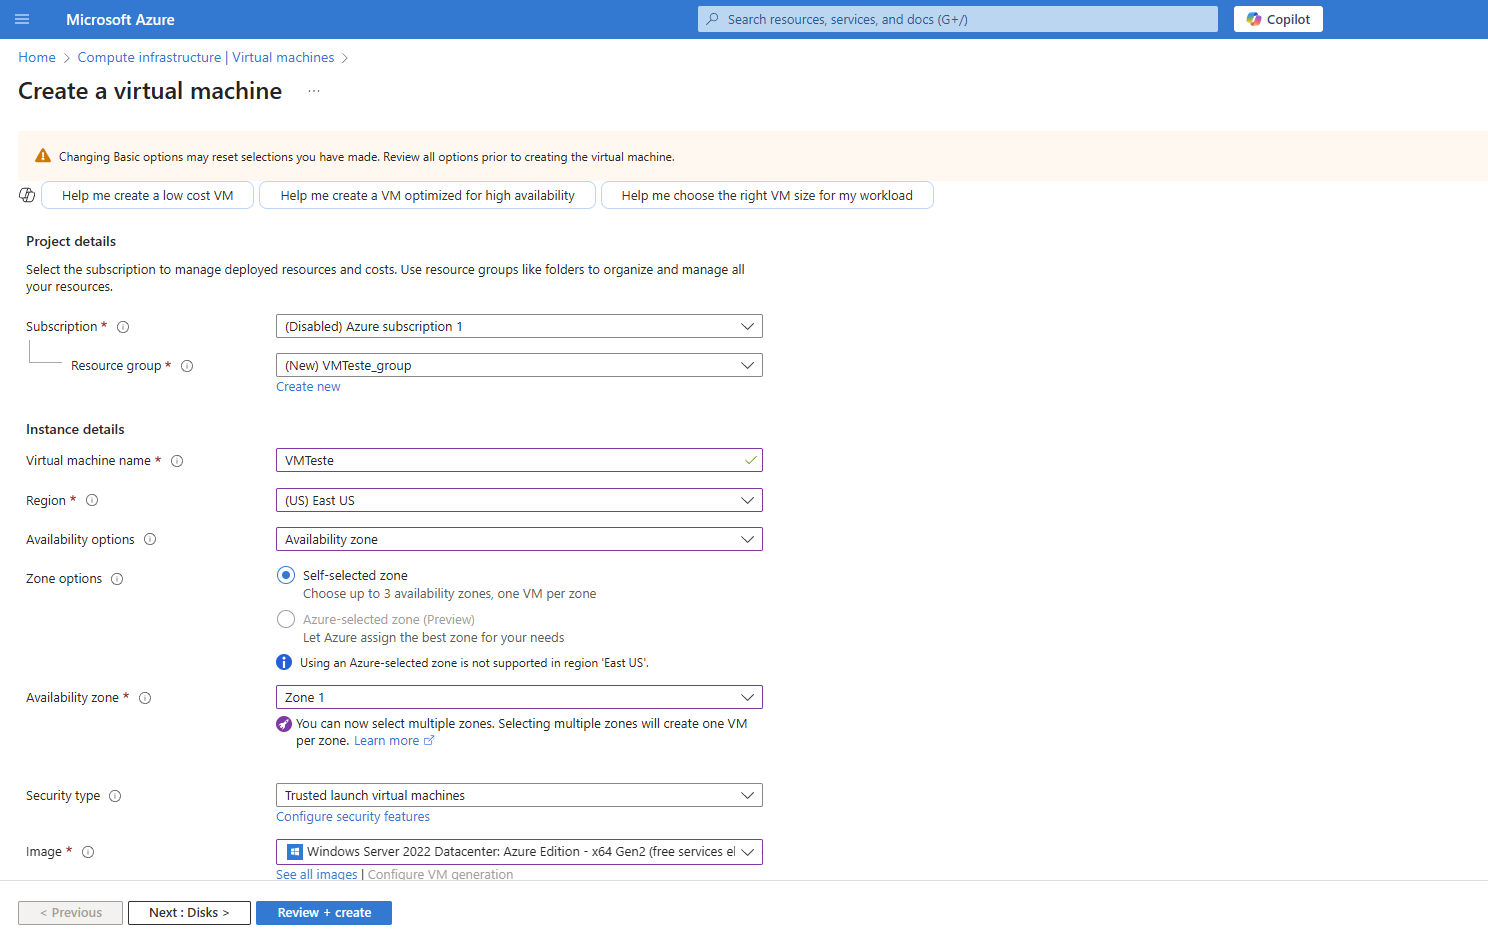 Microsoft Azure
Search resources, services, and docs (G+/)
Copilot
Home > Compute infrastructure | Virtual machines >
Create a virtual machine ...
Changing Basic options may reset selections you have made. Review all options prior to creating the virtual machine.
Help me create a low cost VM
Help me create a VM optimized for high availability
Help me choose the right VM size for my workload
Project details
Select the subscription to manage deployed resources and costs. Use resource groups like folders to organize and manage all
your resources.
Subscription *
(Disabled) Azure subscription 1
Resource group *
(New) VMTeste_group
Create new
Instance details
Virtual machine name *
VMTeste
Region *
(US) East US
Availability options
Availability zone
Zone options
Self-selected zone
Choose up to 3 availability zones, one VM per zone
Azure-selected zone (Preview)
Let Azure assign the best zone for your needs
Using an Azure-selected zone is not supported in region 'East US'.
Availability zone *
Zone 1
You can now select multiple zones. Selecting multiple zones will create one VM
per zone. Learn more
Security type
Trusted launch virtual machines
Configure security features
Image *
Windows Server 2022 Datacenter: Azure Edition - x64 Gen2 (free services el
See all images | Configure VM generation
< Previous
Next : Disks >
Review + create